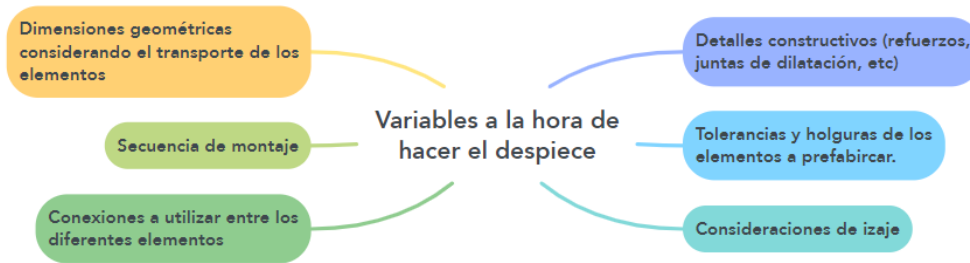 Dimensiones geométricas
considerando el transporte de los
elementos
Secuencia de montaje
Conexiones a utilizar entre los
diferentes elementos
Variables a la hora de
hacer el despiece
Detalles constructivos (refuerzos,
juntas de dilatación, etc)
Tolerancias y holguras de los
elementos a prefabircar.
Consideraciones de izaje